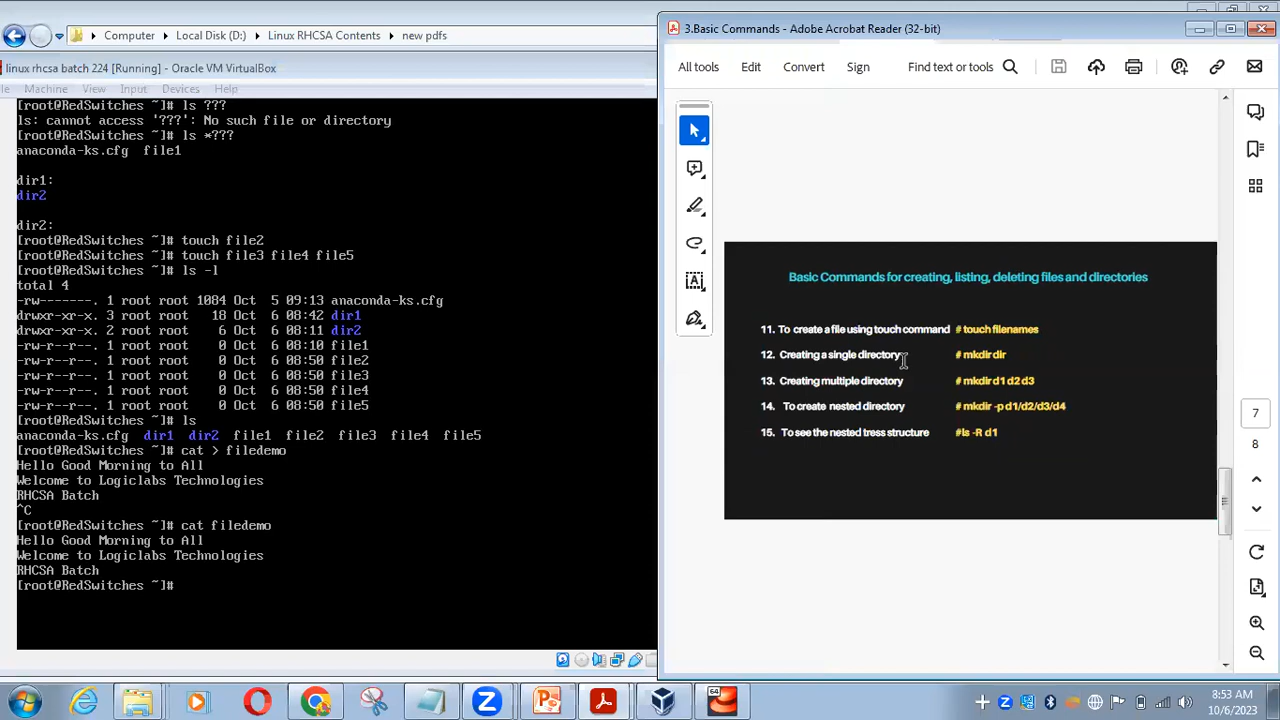 Computer
Local Disk (D:)
Linux RHCSA Contents
new pdfs
linux rhcsa batch 224 [Running] - Oracle VM VirtualBox
Machine View Input Devices Help
[root@RedSwitches ~]# ls ???
ls: cannot access '???': No such file or directory
[root@RedSwitches ~]# ls *???
anaconda-ks.cfg  file1
dir1:
dir2
dir2:
[root@RedSwitches ~]# touch file2
[root@RedSwitches ~]# touch file3 file4 file5
[root@RedSwitches ~]# ls -l
total 4
-rw-------. 1 root root 1084 Oct  5 09:13 anaconda-ks.cfg
drwxr-xr-x. 3 root root   18 Oct  6 08:42 dir1
drwxr-xr-x. 2 root root    6 Oct  6 08:11 dir2
-rw-r--r--. 1 root root    0 Oct  6 08:10 file1
-rw-r--r--. 1 root root    0 Oct  6 08:50 file2
-rw-r--r--. 1 root root    0 Oct  6 08:50 file3
-rw-r--r--. 1 root root    0 Oct  6 08:50 file4
-rw-r--r--. 1 root root    0 Oct  6 08:50 file5
[root@RedSwitches ~]# ls
anaconda-ks.cfg  dir1  dir2  file1  file2  file3  file4  file5
[root@RedSwitches ~]# cat > filedemo
Hello Good Morning to All
Welcome to Logiclabs Technologies
RHCSA Batch
^C
[root@RedSwitches ~]# cat filedemo
Hello Good Morning to All
Welcome to Logiclabs Technologies
RHCSA Batch
[root@RedSwitches ~]#
3.Basic Commands - Adobe Acrobat Reader (32-bit)
All tools Edit Convert Sign Find text or tools
Basic Commands for creating, listing, deleting files and directories
11. To create a file using touch command # touch filenames
12. Creating a single directory # mkdir dir
13. Creating multiple directory # mkdir d1 d2 d3
14. To create nested directory # mkdir -p d1/d2/d3/d4
15. To see the nested tress structure #ls -R d1
7
8
64
8:53 AM
10/6/2023